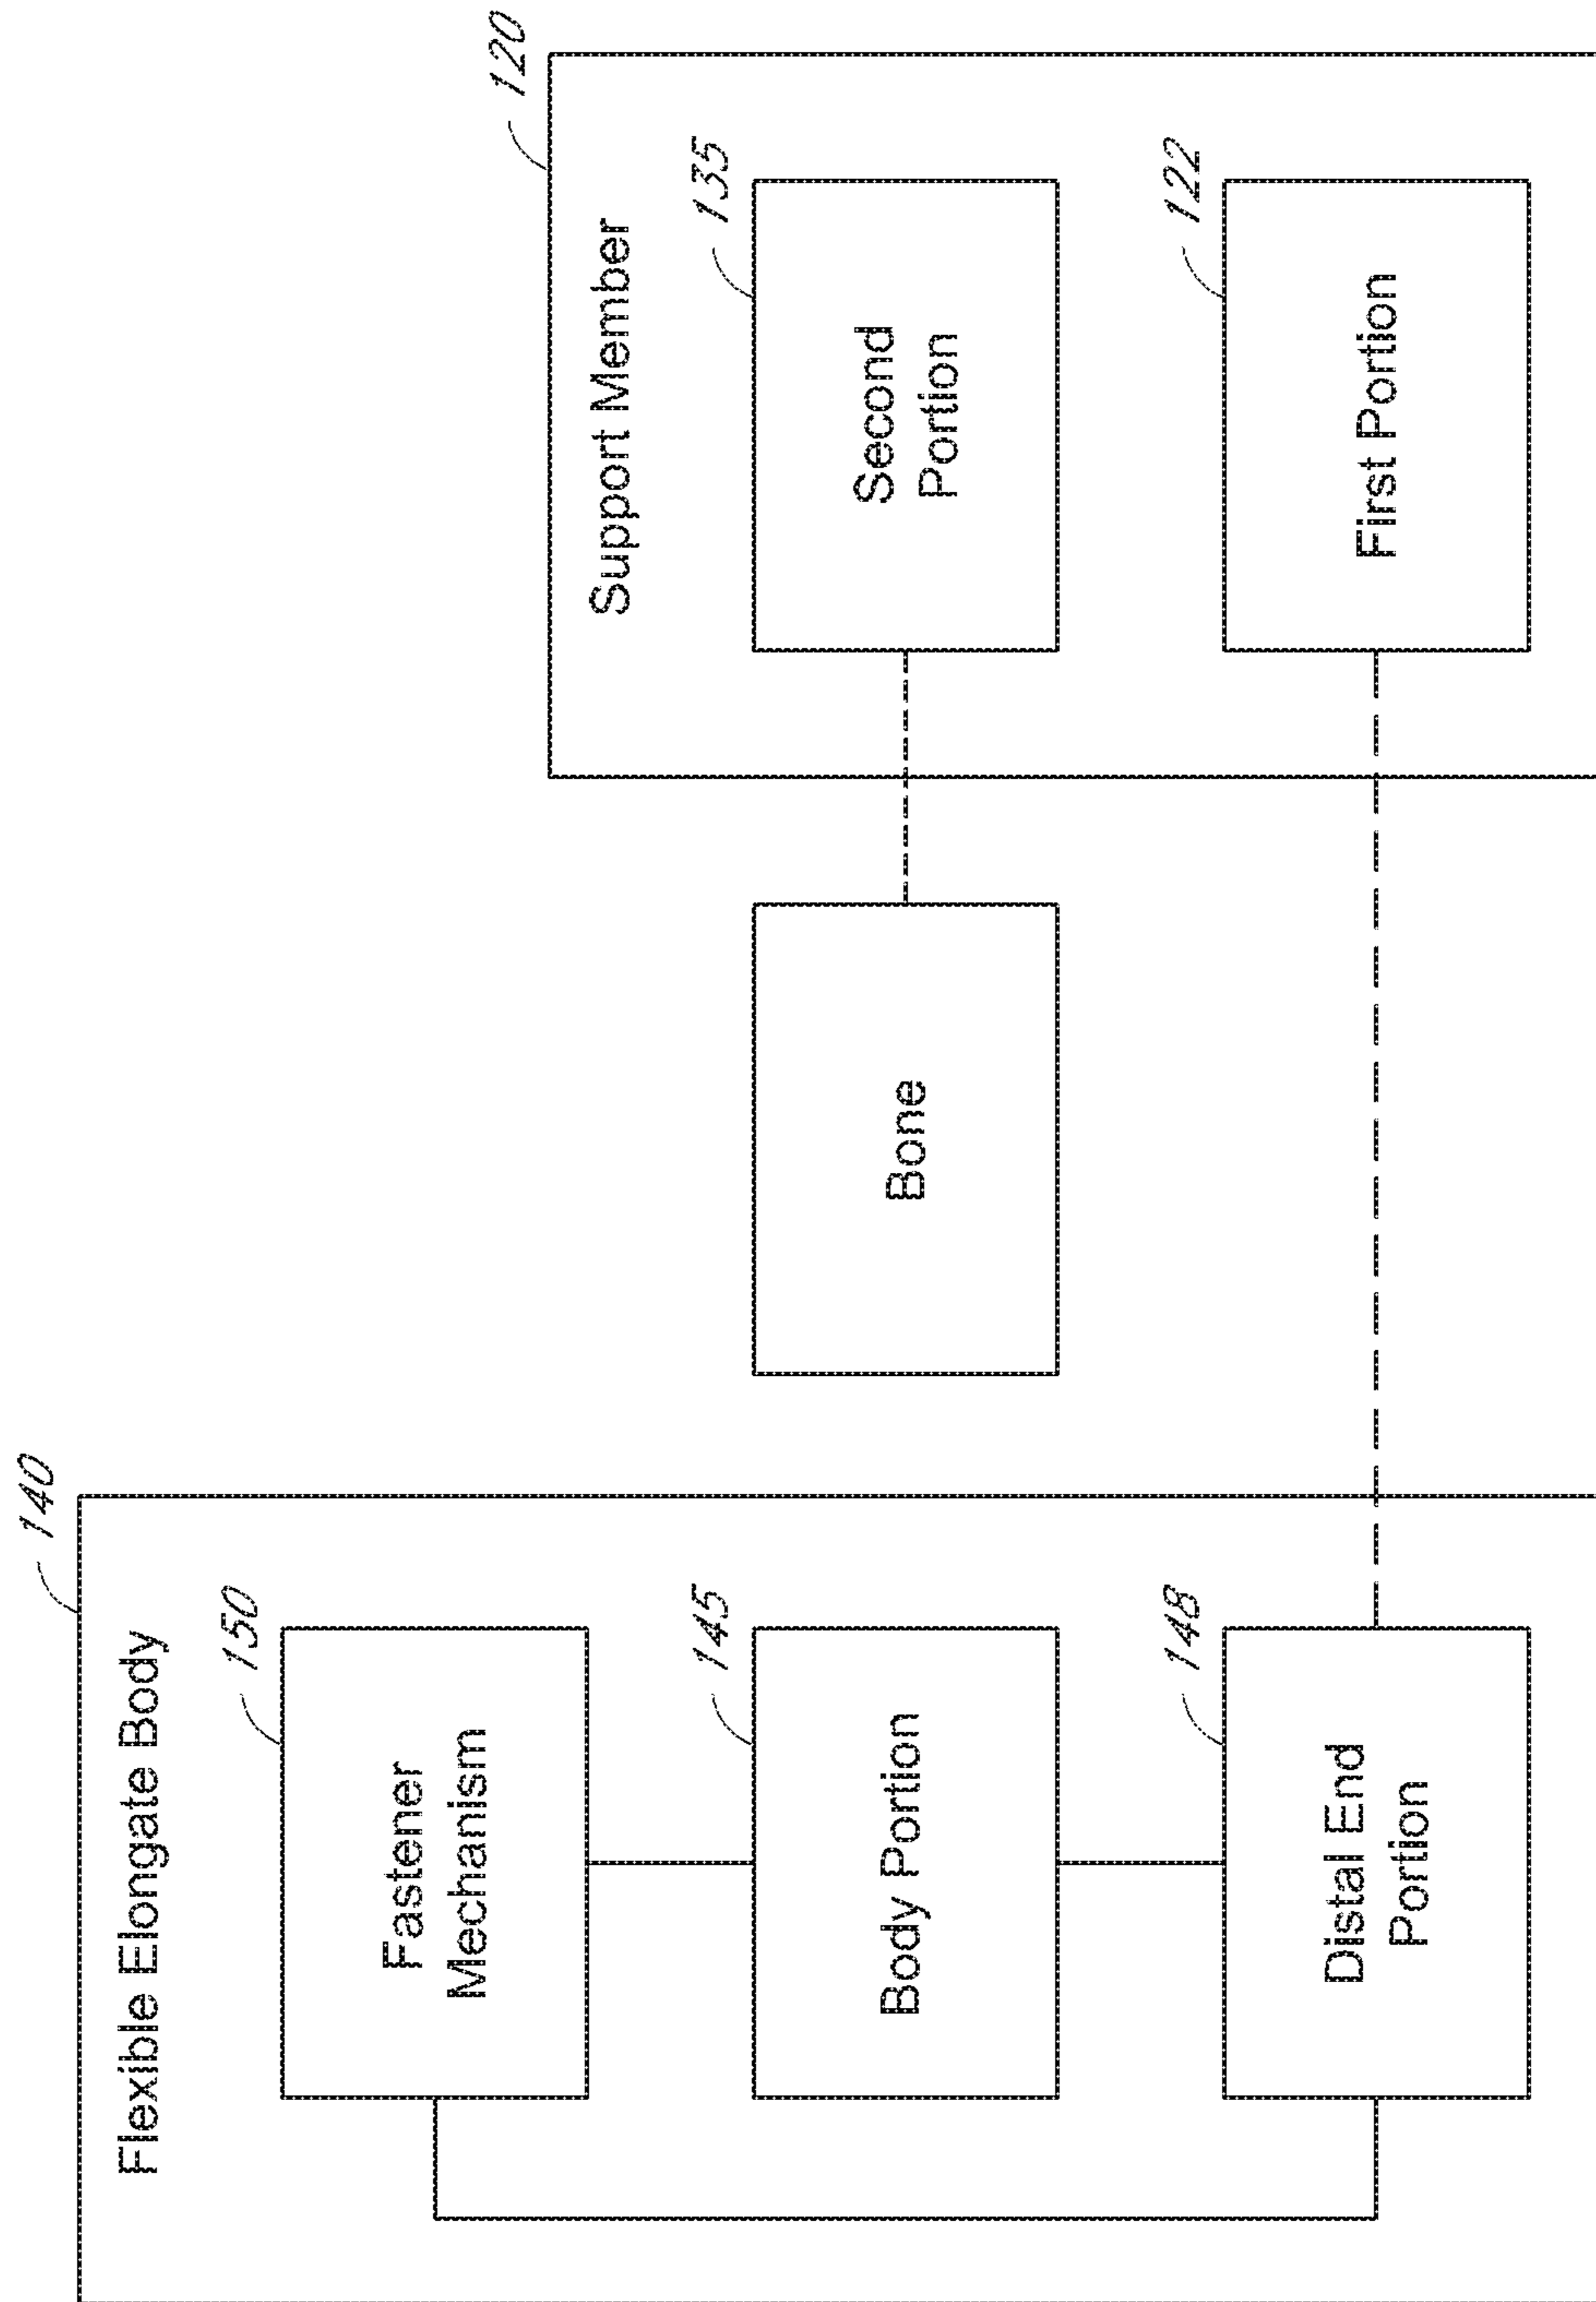 140
Flexible Elongate Body
150
Fastener
Mechanism
145
Body Portion
148
Distal End
Portion
Bone
120
Support Member
135
Second
Portion
122
First Portion